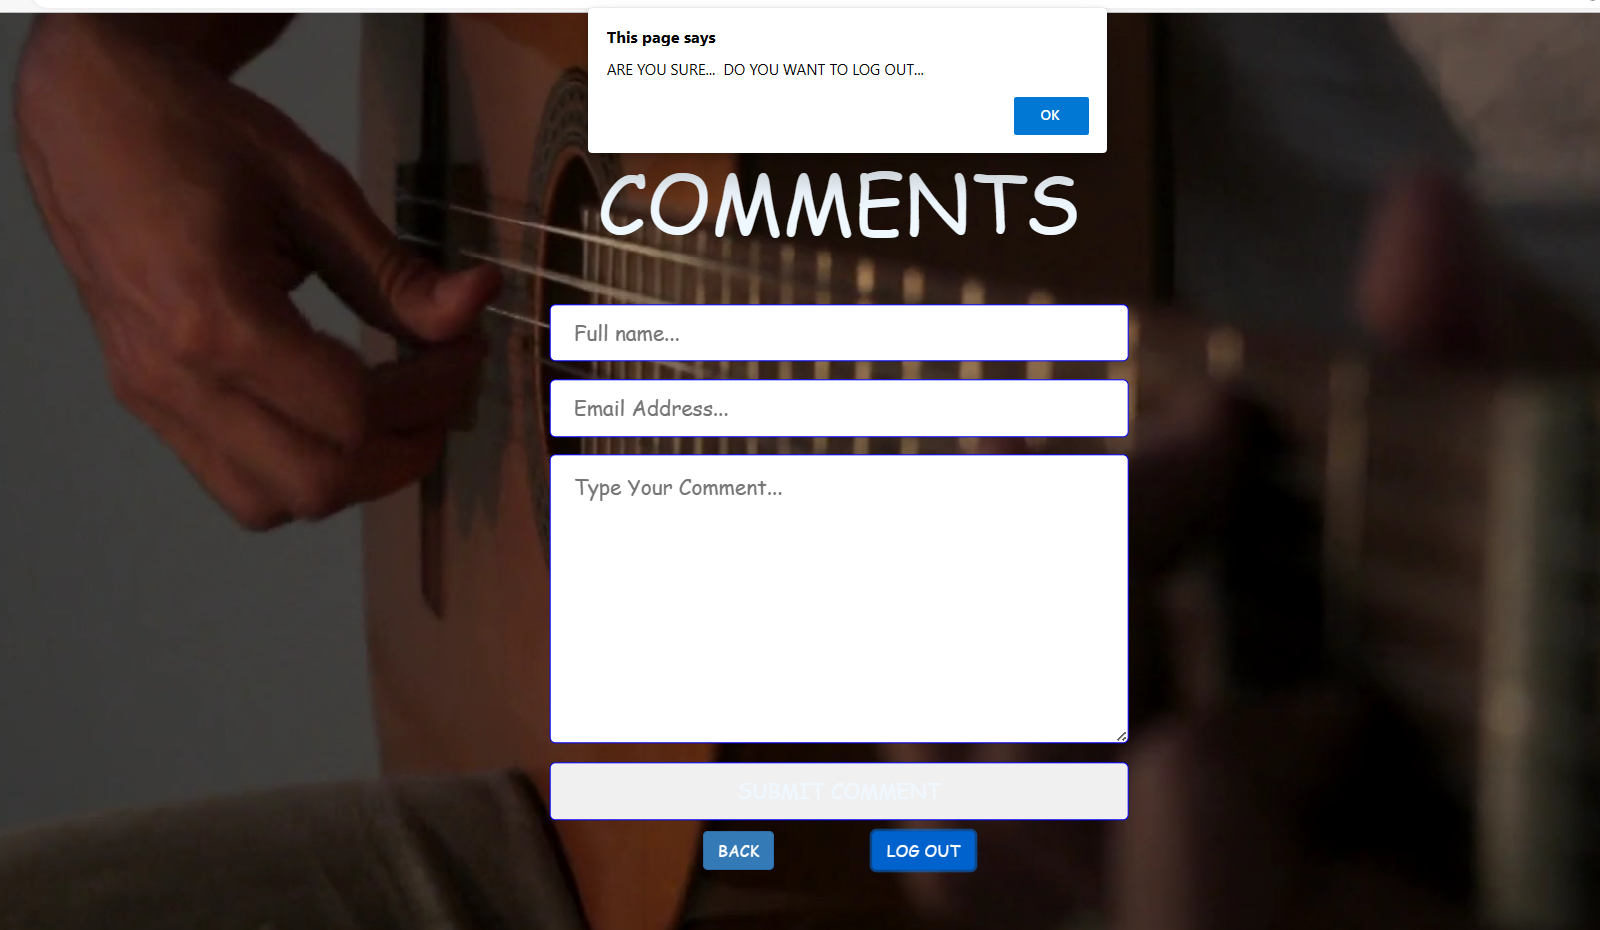 This page says
ARE YOU SURE...  DO YOU WANT TO LOG OUT...
OK
COMMENTS
Full name...
Email Address...
Type Your Comment...
SUBMIT COMMENT
BACK
LOG OUT